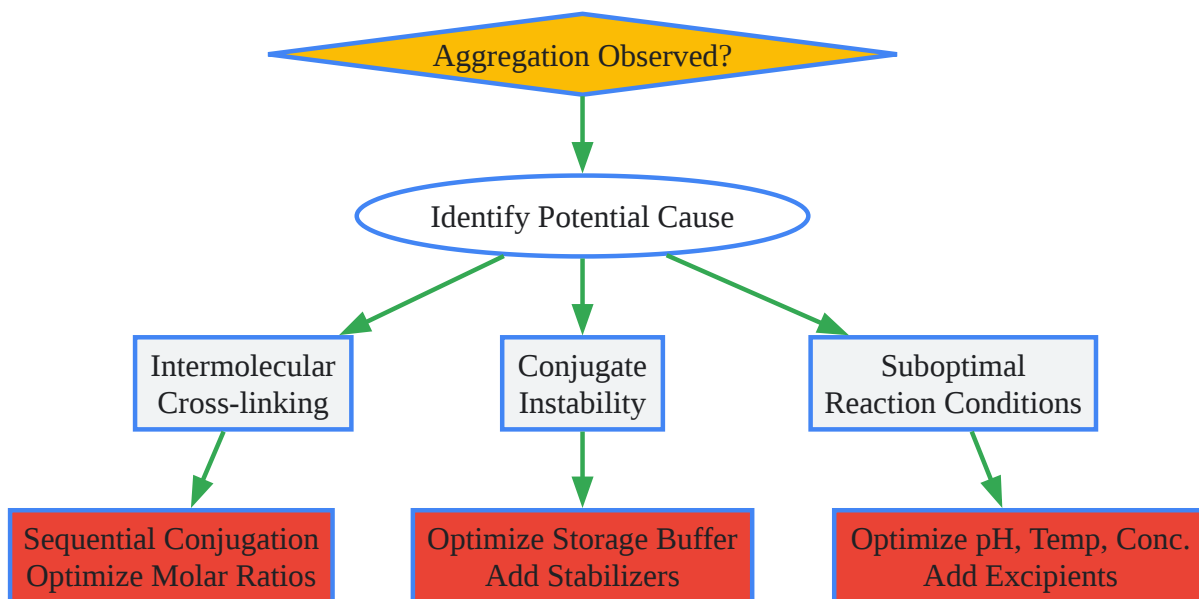 Aggregation Observed?
Identify Potential Cause
Intermolecular
Cross-linking
Conjugate
Instability
Suboptimal
Reaction Conditions
Sequential Conjugation
Optimize Molar Ratios
Optimize Storage Buffer
Add Stabilizers
Optimize pH, Temp, Conc.
Add Excipients